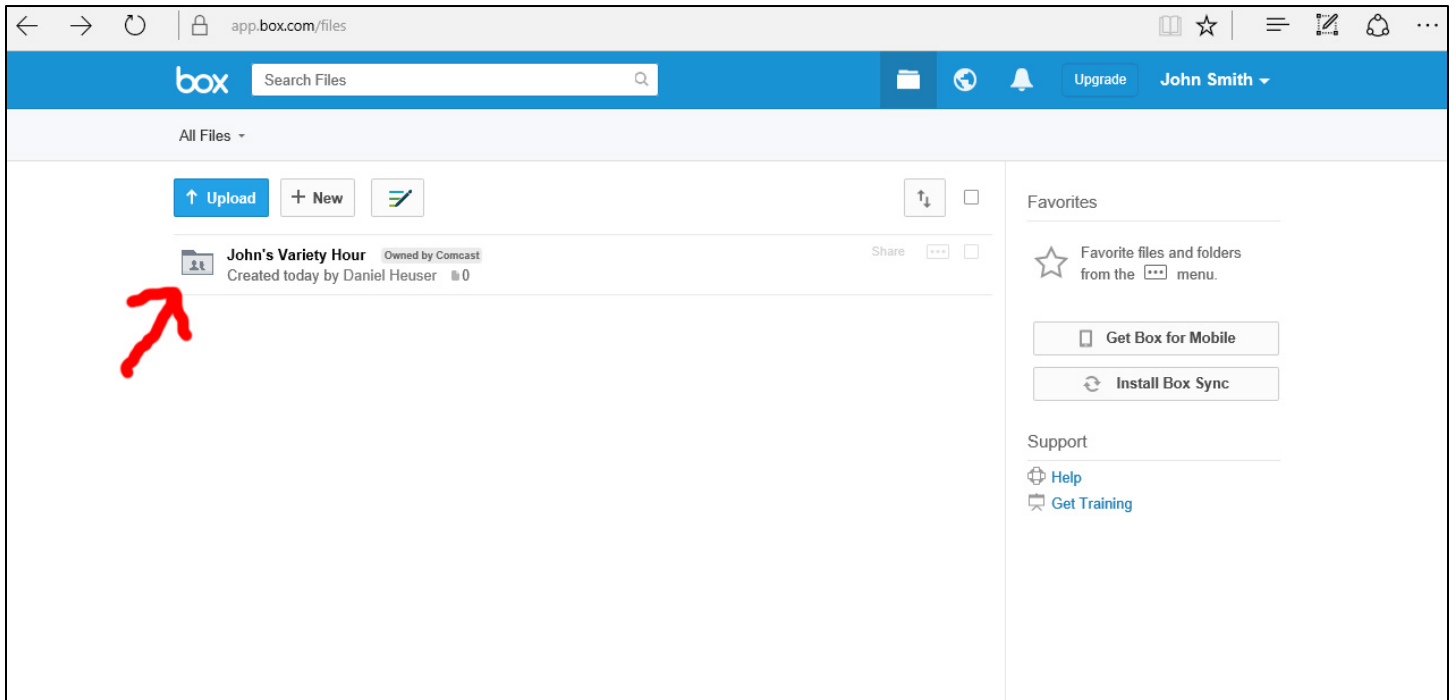 app.box.com/files
box Search Files Upgrade John Smith
All Files
Upload New
John's Variety Hour Owned by Comcast Share
Created today by Daniel Heuser 0
Favorites
Favorite files and folders
from the ••• menu.
Get Box for Mobile
Install Box Sync
Support
Help
Get Training